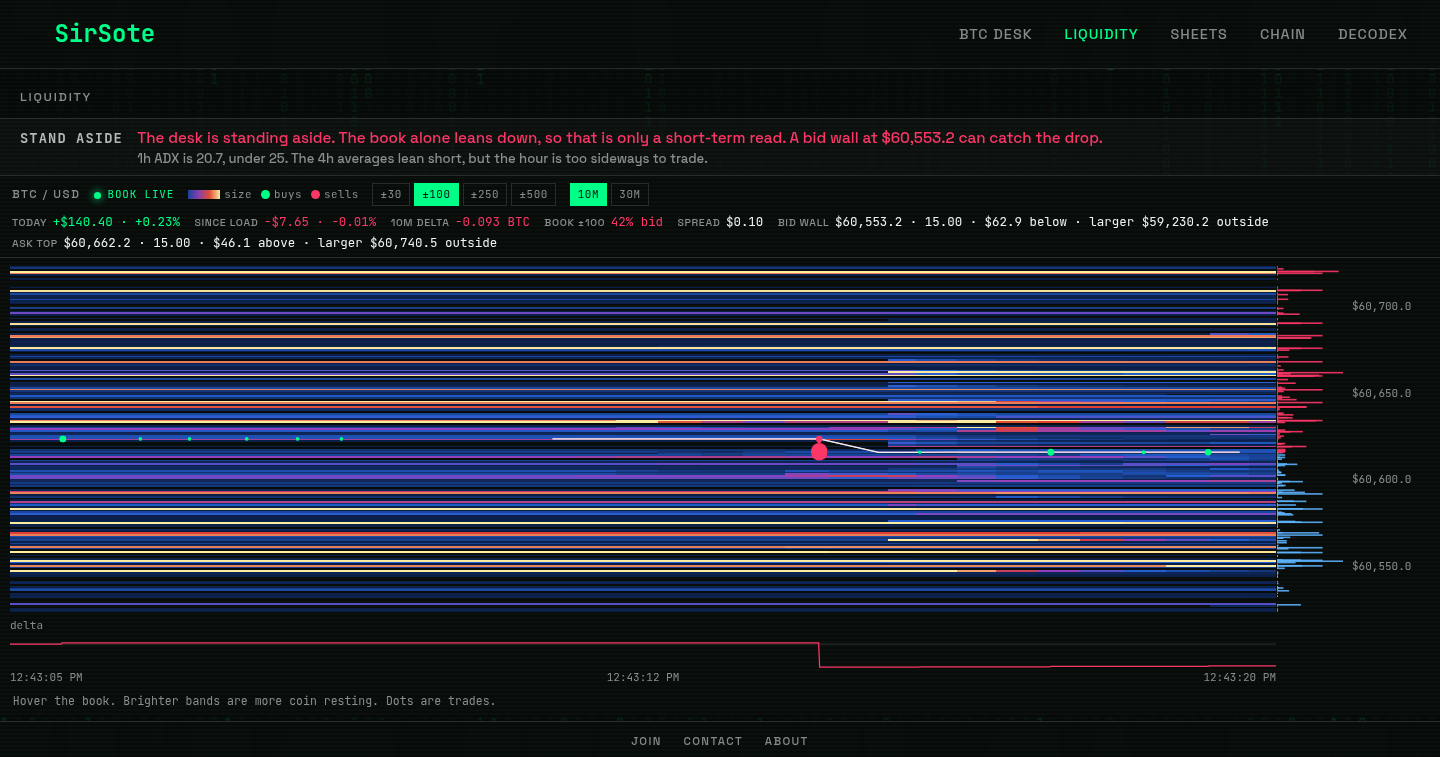 SirSote
BTC DESK LIQUIDITY SHEETS CHAIN DECODEX
LIQUIDITY
STAND ASIDE The desk is standing aside. The book alone leans down, so that is only a short-term read. A bid wall at $60,553.2 can catch the drop.
1h ADX is 20.7, under 25. The 4h averages lean short, but the hour is too sideways to trade.
BTC / USD BOOK LIVE size buys sells ±30 ±100 ±250 ±500 10M 30M
TODAY +$140.40 · +0.23% SINCE LOAD -$7.65 · -0.01% 10M DELTA -0.093 BTC BOOK ±100 42% bid SPREAD $0.10 BID WALL $60,553.2 · 15.00 · $62.9 below · larger $59,230.2 outside
ASK TOP $60,662.2 · 15.00 · $46.1 above · larger $60,740.5 outside
$60,700.0
$60,650.0
$60,600.0
$60,550.0
delta
12:43:05 PM 12:43:12 PM 12:43:20 PM
Hover the book. Brighter bands are more coin resting. Dots are trades.
JOIN CONTACT ABOUT